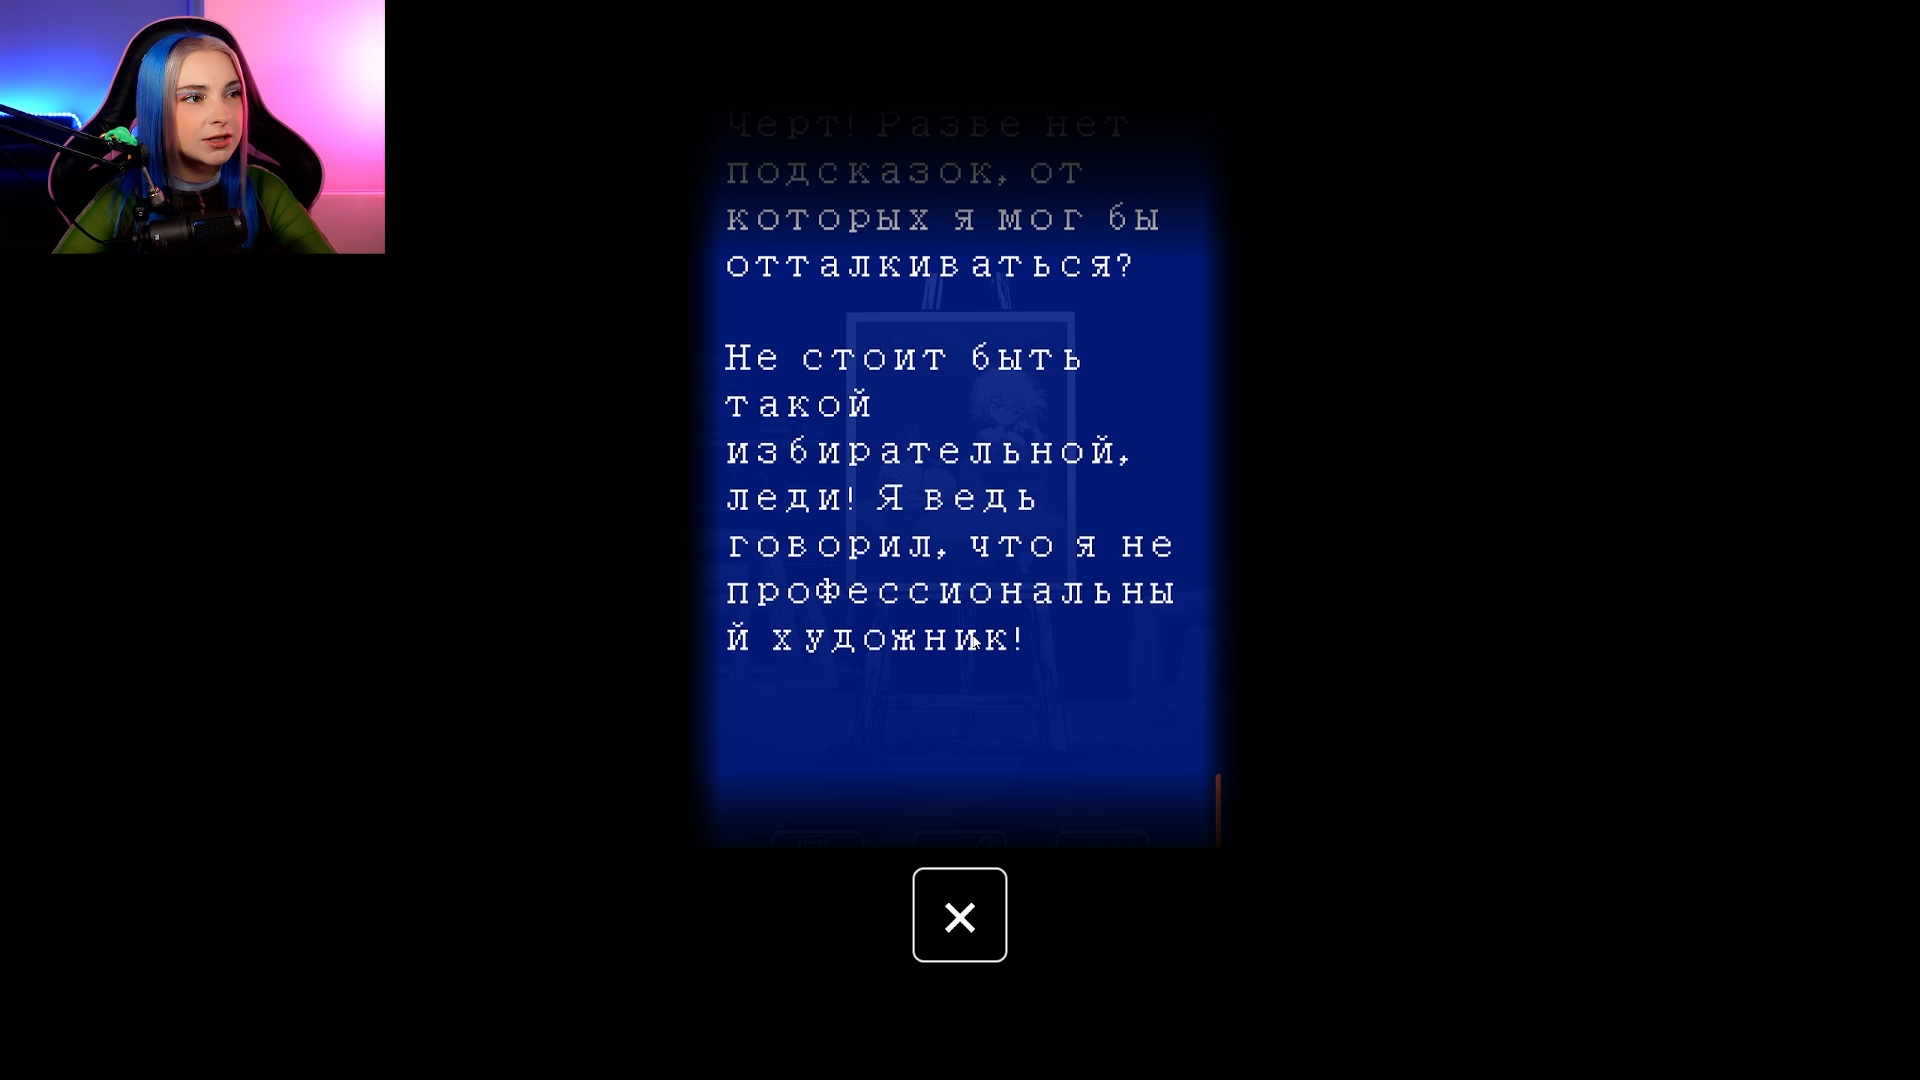 Черт! Разве нет
подсказок, от
которых я мог бы
отталкиваться?
Не стоит быть
такой
избирательной,
леди! Я ведь
говорил, что я не
профессиональны
й художник!